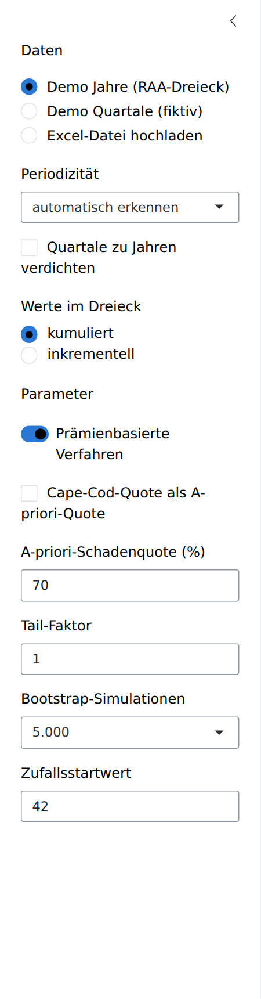 Daten
Demo Jahre (RAA-Dreieck)
Demo Quartale (fiktiv)
Excel-Datei hochladen
Periodizität
automatisch erkennen
Quartale zu Jahren
verdichten
Werte im Dreieck
kumuliert
inkrementell
Parameter
Prämienbasierte
Verfahren
Cape-Cod-Quote als A-
priori-Quote
A-priori-Schadenquote (%)
70
Tail-Faktor
1
Bootstrap-Simulationen
5.000
Zufallsstartwert
42